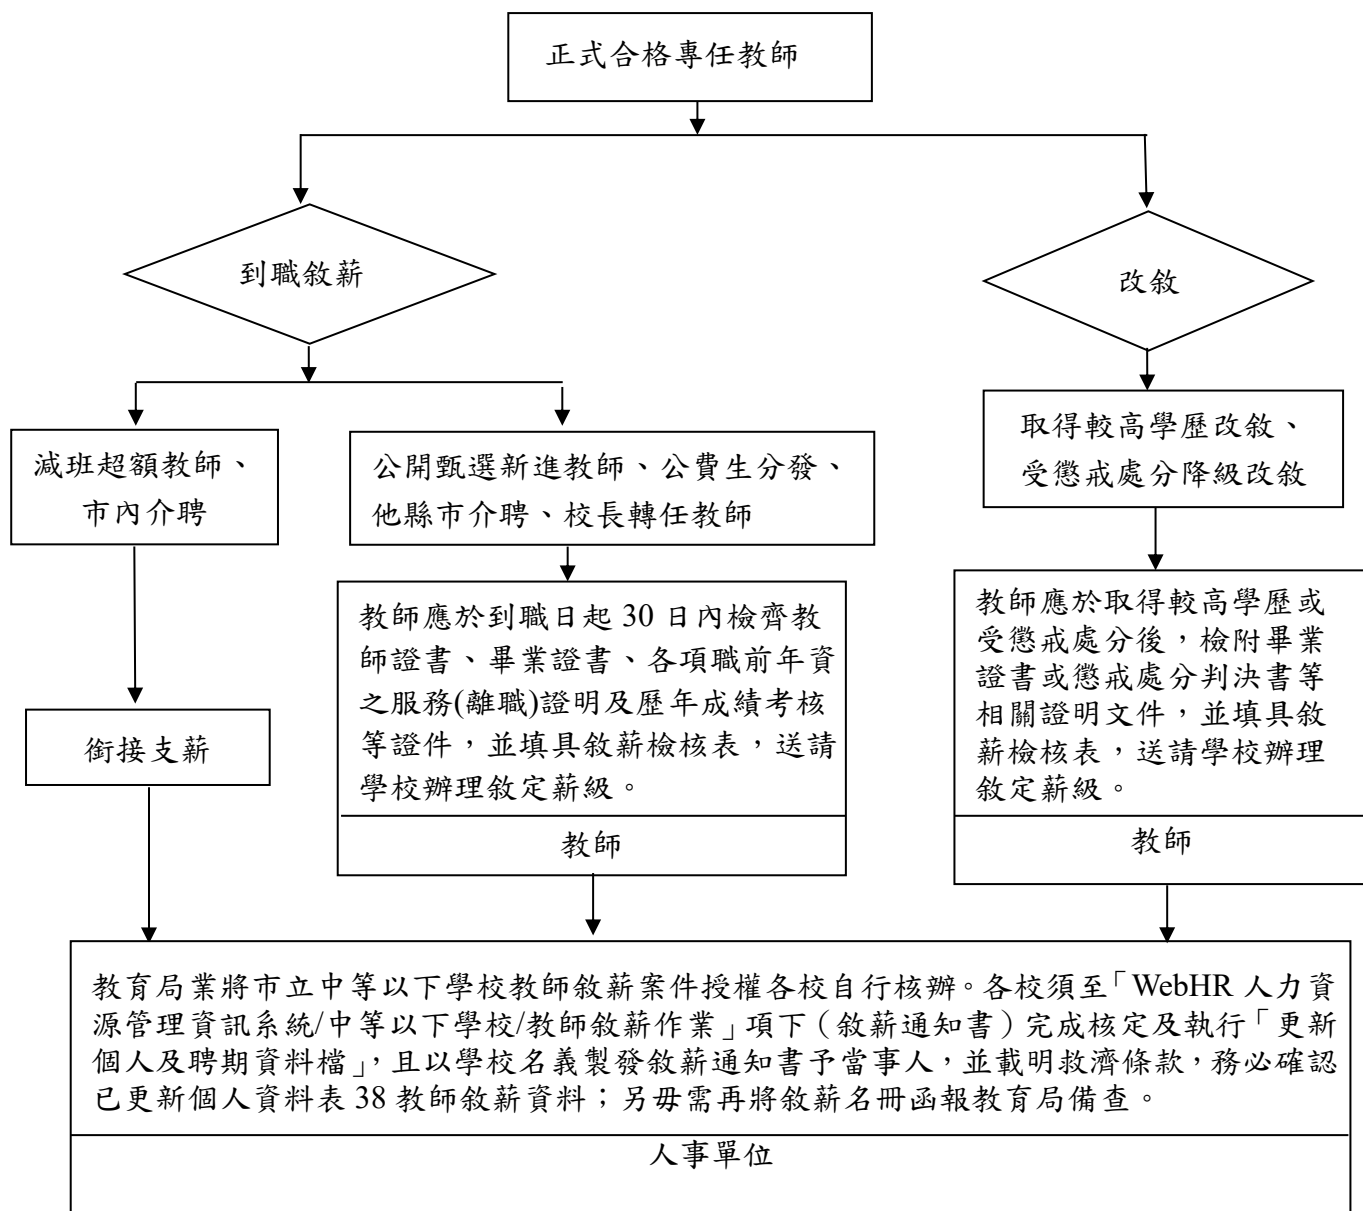 正式合格專任教師
到職敘薪
改敘
減班超額教師、
市內介聘
公開甄選新進教師、公費生分發、
他縣市介聘、校長轉任教師
取得較高學歷改敘、
受懲戒處分降級改敘
銜接支薪
教師應於到職日起 30 日內檢齊教
師證書、畢業證書、各項職前年資
之服務(離職)證明及歷年成績考核
等證件，並填具敘薪檢核表，送請
學校辦理敘定薪級。
教師
教師應於取得較高學歷或
受懲戒處分後，檢附畢業
證書或懲戒處分判決書等
相關證明文件，並填具敘
薪檢核表，送請學校辦理
敘定薪級。
教師
教育局業將市立中等以下學校教師敘薪案件授權各校自行核辦。各校須至「WebHR 人力資
源管理資訊系統/中等以下學校/教師敘薪作業」項下（敘薪通知書）完成核定及執行「更新
個人及聘期資料檔」，且以學校名義製發敘薪通知書予當事人，並載明救濟條款，務必確認
已更新個人資料表 38 教師敘薪資料；另毋需再將敘薪名冊函報教育局備查。
人事單位